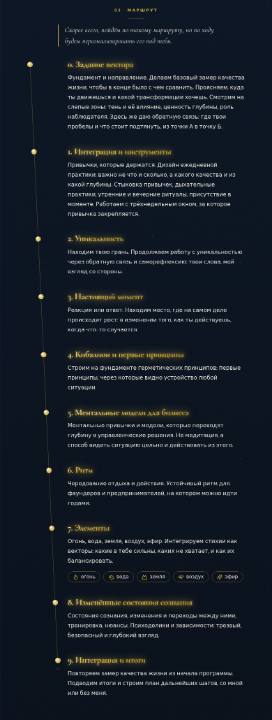 03 МАРШРУТ
Скорее всего, пойдём по такому маршруту, но по ходу
будем персонализировать его под тебя.
0. Задание вектора
Фундамент и направление. Делаем базовый замер качества
жизни, чтобы в конце было с чем сравнить. Проясняем, куда
ты движешься и какой трансформации хочешь. Смотрим на
слепые зоны: тень и её влияние, ценность глубины, роль
наблюдателя. Здесь же даю обратную связь: где твои
пробелы и что стоит подтянуть, из точки А в точку Б.
1. Интеграция и инструменты
Привычки, которые держатся. Дизайн ежедневной
практики: важно не что и сколько, а какого качества и из
какой глубины. Стыковка привычек, дыхательные
практики, утренние и вечерние ритуалы, присутствие в
моменте. Работаем с трёхнедельным окном, за которое
привычка закрепляется.
2. Уникальность
Находим твою грань. Продолжаем работу с уникальностью
через обратную связь и саморефлексию: твои слова, мой
взгляд со стороны.
3. Настоящий момент
Реакция или ответ. Находим место, где на самом деле
происходит рост: в изменении того, как ты действуешь,
когда что-то случается.
4. Кибалион и первые принципы
Строим на фундаменте герметические принципы: первые
принципы, через которые видно устройство любой
ситуации.
5. Ментальные модели для бизнеса
Ментальные привычки и модели, которые переводят
глубину в управленческие решения. Не медитация, а
способ видеть ситуацию цельно и действовать из этого.
6. Ритм
Чередование отдыха и действия. Устойчивый ритм для
фаундеров и предпринимателей, на котором можно идти
годами.
7. Элементы
Огонь, вода, земля, воздух, эфир. Интегрируем стихии как
векторы: какие в тебе сильны, каких не хватает, и как их
балансировать.
огонь вода земля воздух эфир
8. Изменённые состояния сознания
Состояния сознания, изменения и переходы между ними,
тренировка, нюансы. Психоделики и зависимости: трезвый,
безопасный и глубокий взгляд.
9. Интеграция и итоги
Повторяем замер качества жизни из начала программы.
Подводим итоги и строим план дальнейших шагов, со мной
или без меня.